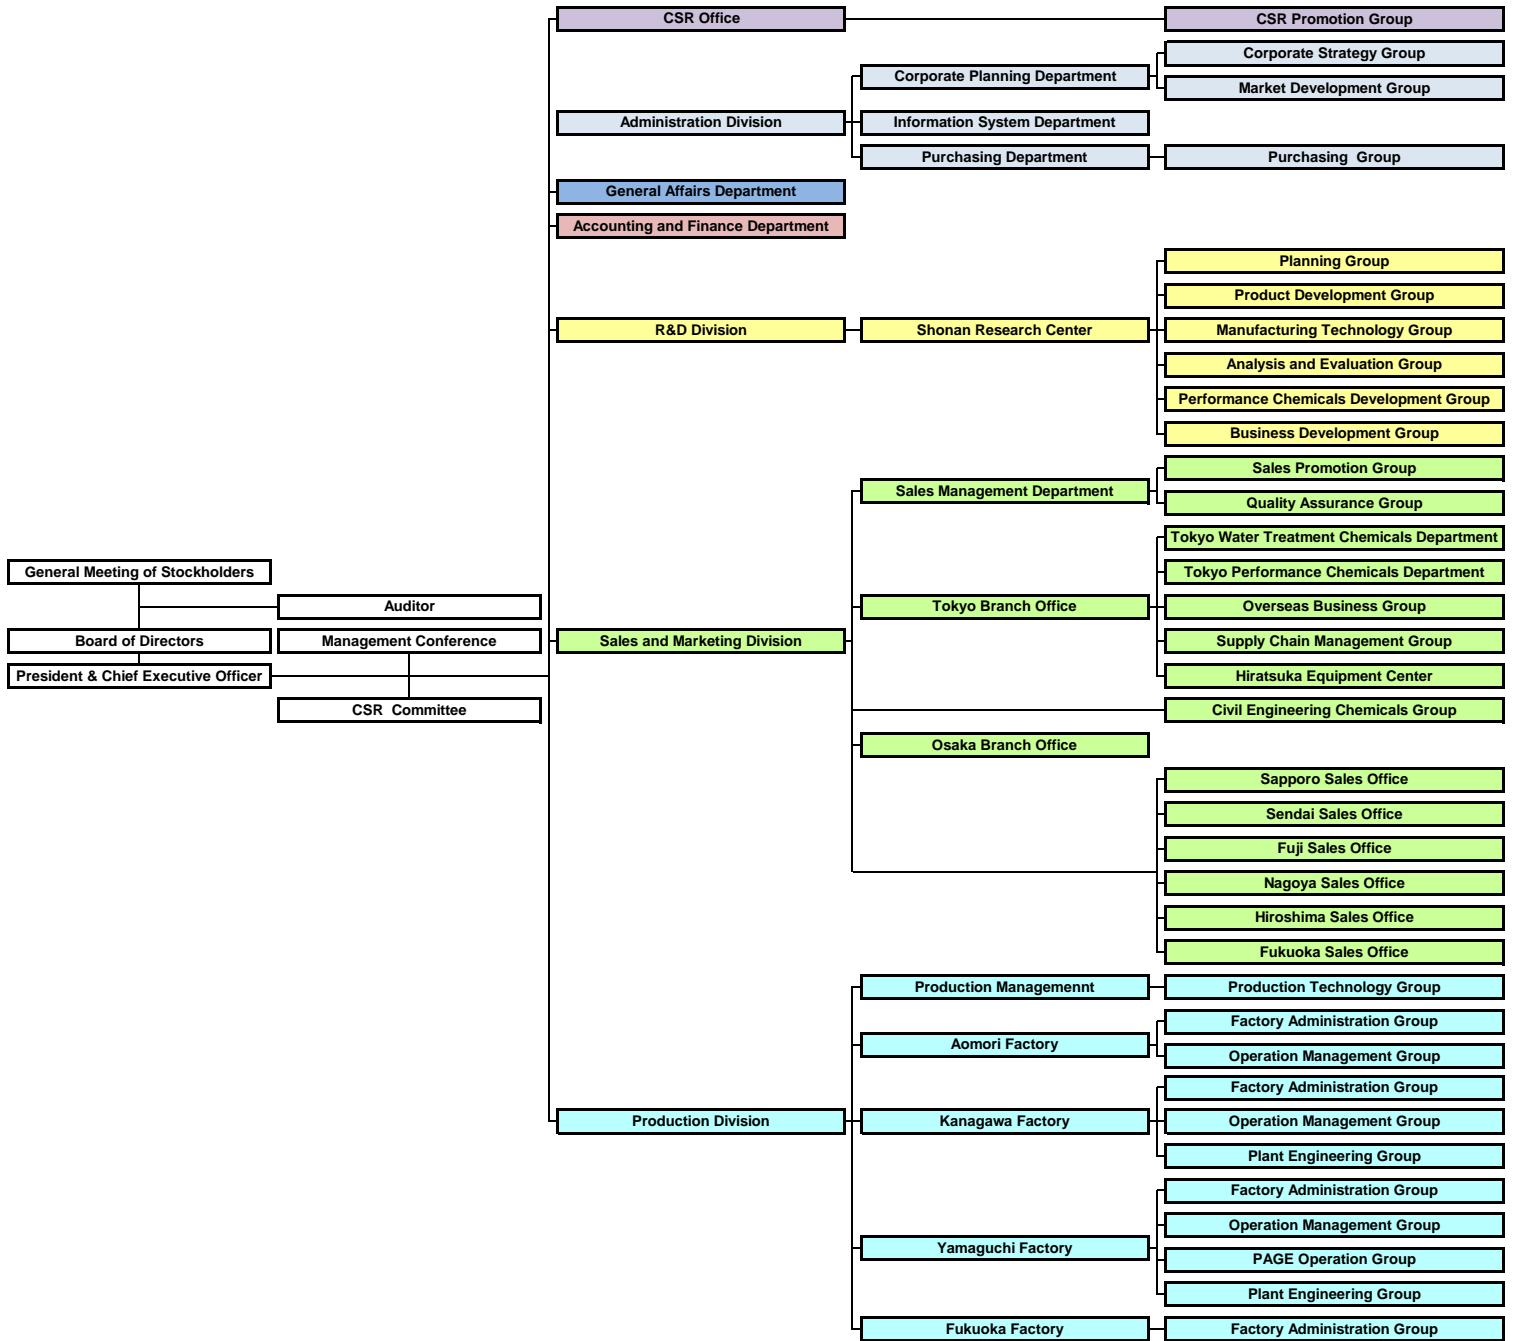 CSR Office
CSR Promotion Group
Corporate Strategy Group
Corporate Planning Department
Market Development Group
Administration Division
Information System Department
Purchasing Department
Purchasing  Group
General Affairs Department
Accounting and Finance Department
Planning Group
Product Development Group
R&D Division
Shonan Research Center
Manufacturing Technology Group
Analysis and Evaluation Group
Performance Chemicals Development Group
Business Development Group
Sales Promotion Group
Sales Management Department
Quality Assurance Group
Tokyo Water Treatment Chemicals Department
General Meeting of Stockholders
Tokyo Performance Chemicals Department
Auditor
Tokyo Branch Office
Overseas Business Group
Board of Directors
Management Conference
Sales and Marketing Division
Supply Chain Management Group
President & Chief Executive Officer
Hiratsuka Equipment Center
CSR  Committee
Civil Engineering Chemicals Group
Osaka Branch Office
Sapporo Sales Office
Sendai Sales Office
Fuji Sales Office
Nagoya Sales Office
Hiroshima Sales Office
Fukuoka Sales Office
Production Managemennt
Production Technology Group
Factory Administration Group
Aomori Factory
Operation Management Group
Factory Administration Group
Production Division
Kanagawa Factory
Operation Management Group
Plant Engineering Group
Factory Administration Group
Operation Management Group
Yamaguchi Factory
PAGE Operation Group
Plant Engineering Group
Fukuoka Factory
Factory Administration Group